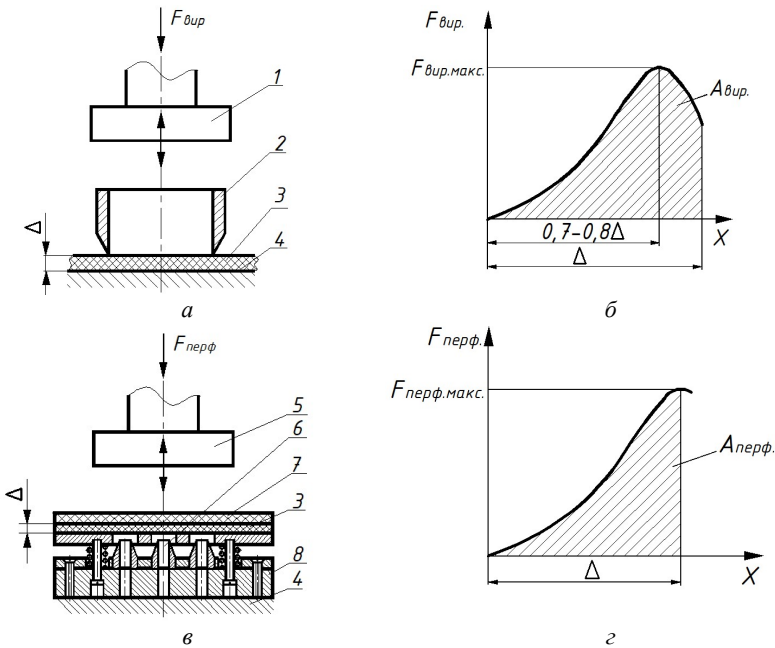 Fвир
1
2
3
4
Δ
а
Fвир.
Fвир.макс.
Aвир.
0,7-0,8Δ
X
Δ
б
Fперф
5
6
7
3
Δ
8
4
в
Fперф.
Fперф.макс.
Aперф.
Δ
X
г